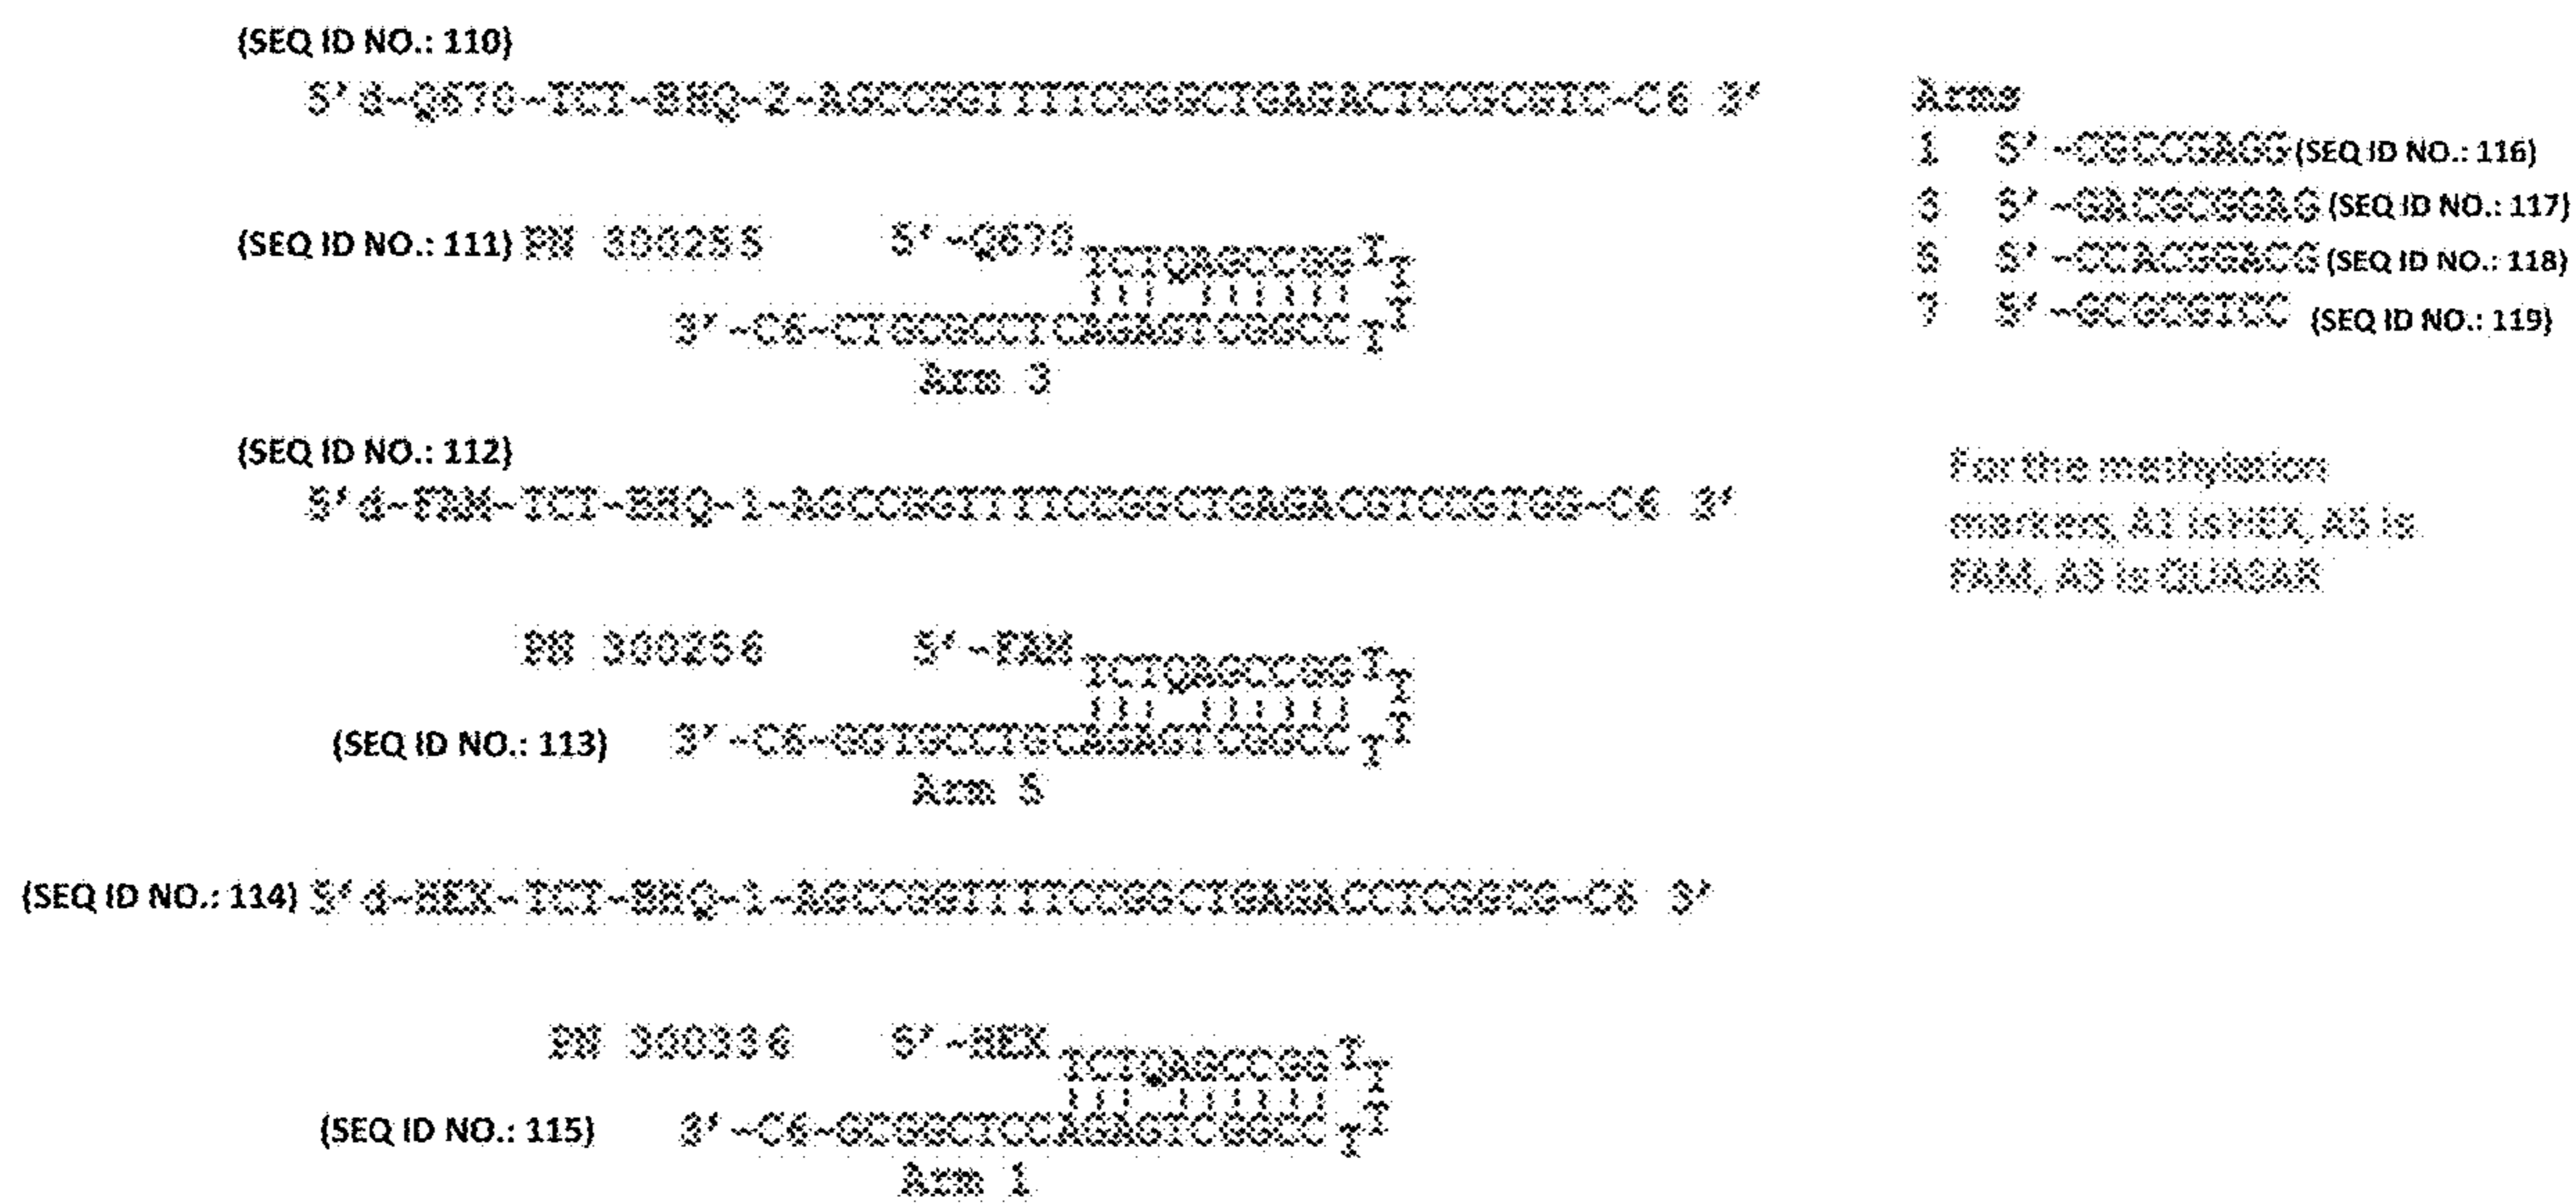 (SEQ ID NO.: 110)
5'd-Q670-TCT-BHQ-2-AGCCGGTTTTCCGGCTGAGACTCCGCGTC-C6 3'
(SEQ ID NO.: 111) PN 300255 5'-Q670 TCTQAGCCGG T
T
T
3'-C6-CTGCGCCTCAGAGTCGGCC T
Arm 3
(SEQ ID NO.: 112)
5'd-FAM-TCT-BHQ-1-AGCCGGTTTTCCGGCTGAGACGTCCGTGG-C6 3'
PN 300256 5'-FAM TCTQAGCCGG T
T
T
(SEQ ID NO.: 113) 3'-C6-GGTGCCTGCAGAGTCGGCC T
Arm 5
(SEQ ID NO.: 114) 5'd-HEX-TCT-BHQ-1-AGCCGGTTTTCCGGCTGAGACCTCGGCG-C6 3'
PN 300336 5'-HEX TCTQAGCCGG T
T
T
(SEQ ID NO.: 115) 3'-C6-GCGGCTCCAGAGTCGGCC T
Arm 1
Arms
1 5'-CGCCGAGG (SEQ ID NO.: 116)
3 5'-GACGCGGAG (SEQ ID NO.: 117)
5 5'-CCACGGACG (SEQ ID NO.: 118)
7 5'-GCGCGTCC (SEQ ID NO.: 119)
For the methylation
markers, A1 is HEX, A5 is
FAM, A3 is QUASAR